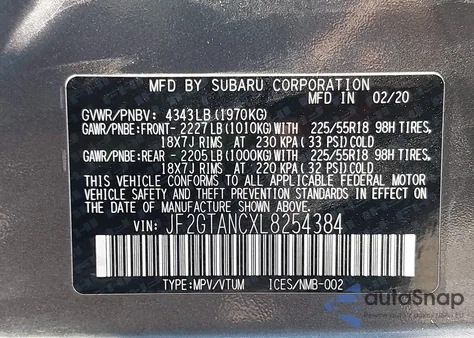 MFD BY SUBARU CORPORATION
MFD IN 02/20
GVWR/PNBV: 4343LB(1970KG)
GAWR/PNBE:FRONT- 2227LB(1010KG)WITH 225/55R18 98H TIRES,
18X7J RIMS AT 230 KPA( 33 PSI)COLD
GAWR/PNBE:REAR - 2205LB(1000KG)WITH 225/55R18 98H TIRES,
18X7J RIMS AT 220 KPA( 32 PSI)COLD
THIS VEHICLE CONFORMS TO ALL APPLICABLE FEDERAL MOTOR
VEHICLE SAFETY AND THEFT PREVENTION STANDARDS IN EFFECT
ON THE DATE OF MANUFACTURE SHOWN ABOVE.
VIN: JF2GTANCXL8254384
TYPE:MPV/VTUM ICES/NMB-002
autoSnap